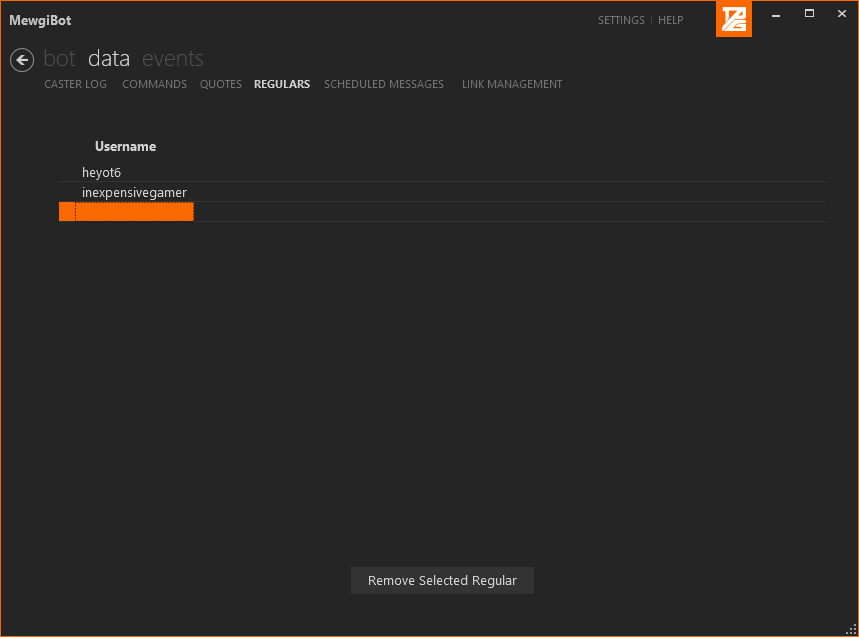 MewgiBot
SETTINGS | HELP
bot data events
CASTER LOG COMMANDS QUOTES REGULARS SCHEDULED MESSAGES LINK MANAGEMENT
Username
heyot6
inexpensivegamer
Remove Selected Regular